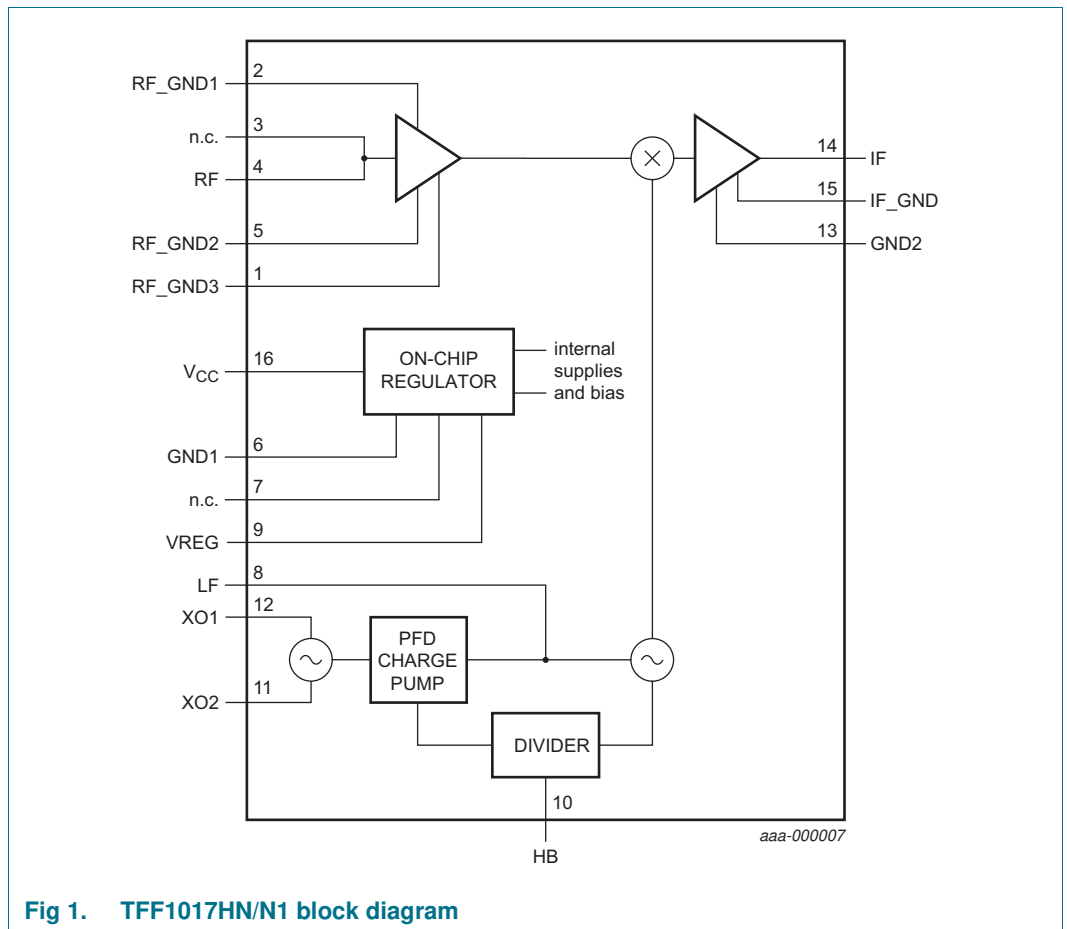 2
RF_GND1
3
n.c.
4
RF
5
RF_GND2
1
RF_GND3
14
IF
15
IF_GND
13
GND2
16
VCC
ON-CHIP
REGULATOR
internal
supplies
and bias
6
GND1
7
n.c.
9
VREG
8
LF
12
XO1
PFD
CHARGE
PUMP
11
XO2
DIVIDER
10
HB
aaa-000007
Fig 1. TFF1017HN/N1 block diagram